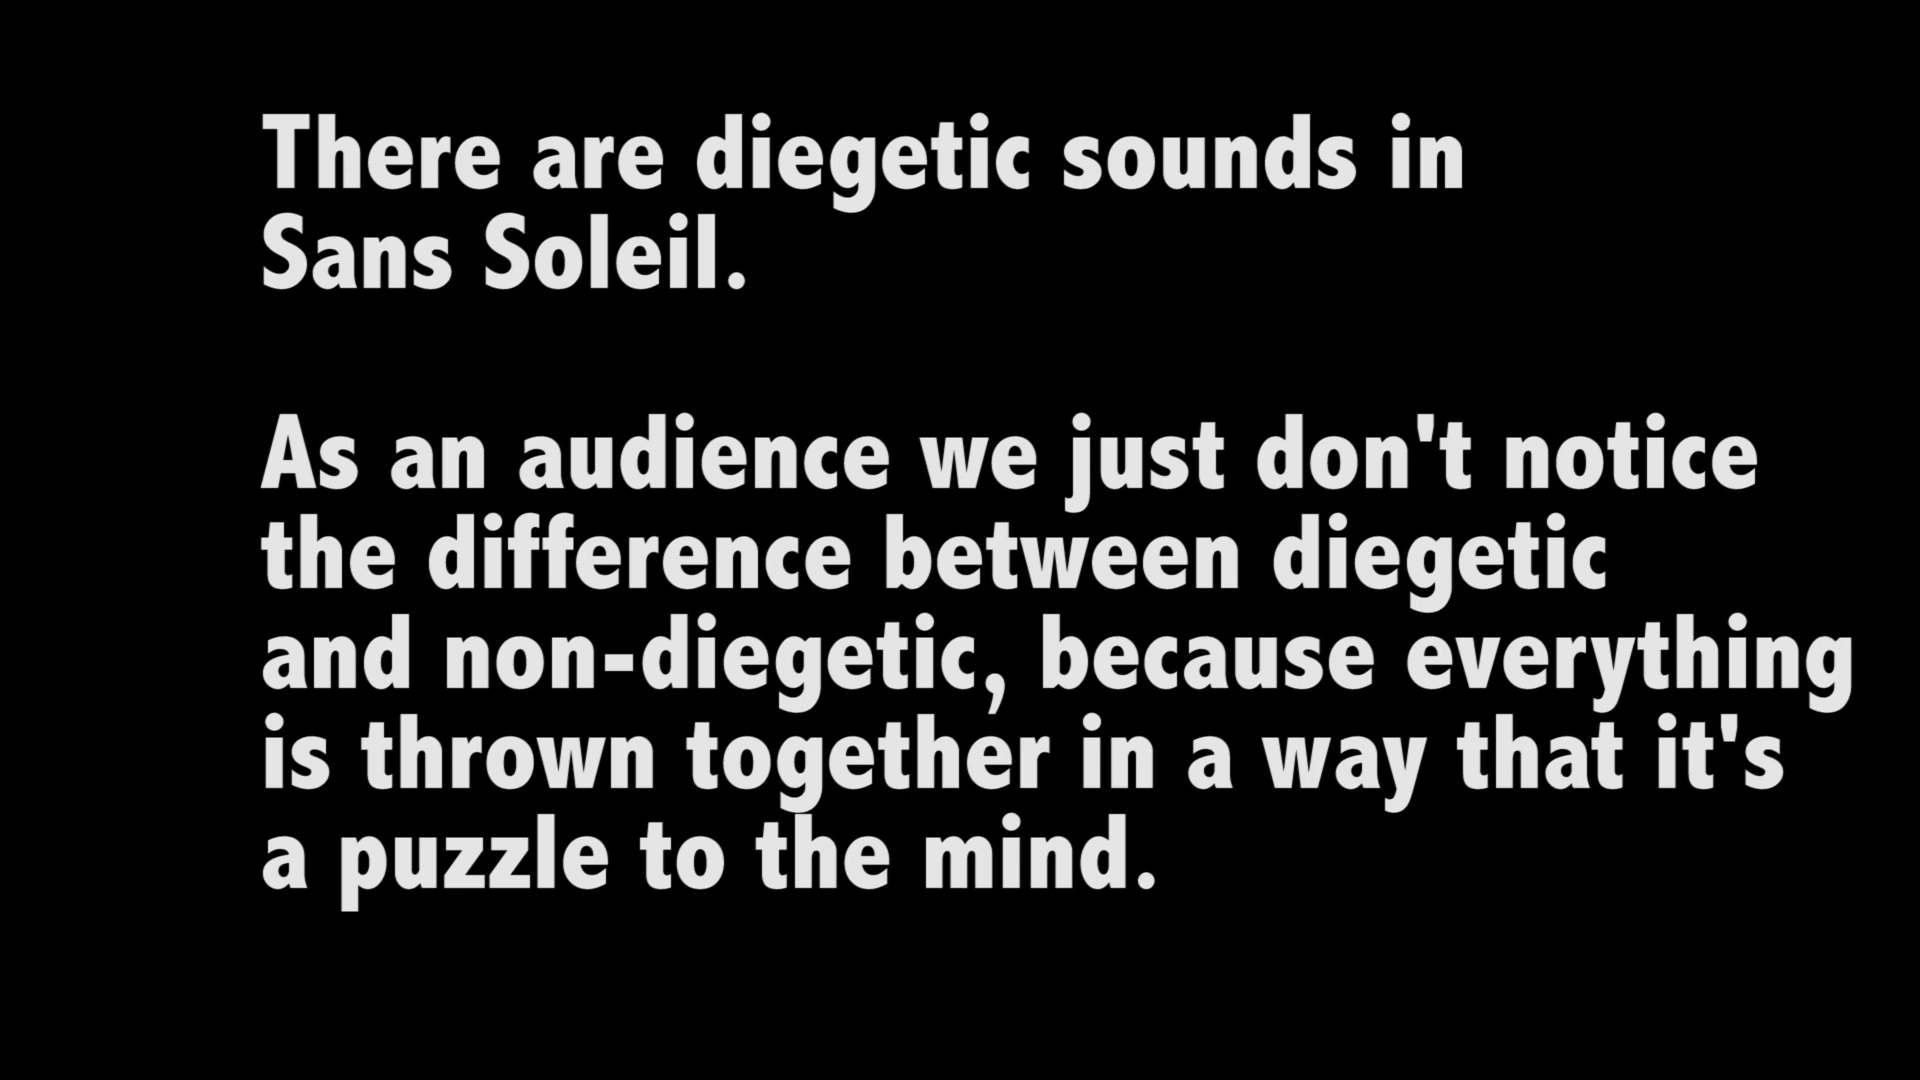 There are diegetic sounds in
Sans Soleil.
As an audience we just don't notice
the difference between diegetic
and non-diegetic, because everything
is thrown together in a way that it's
a puzzle to the mind.